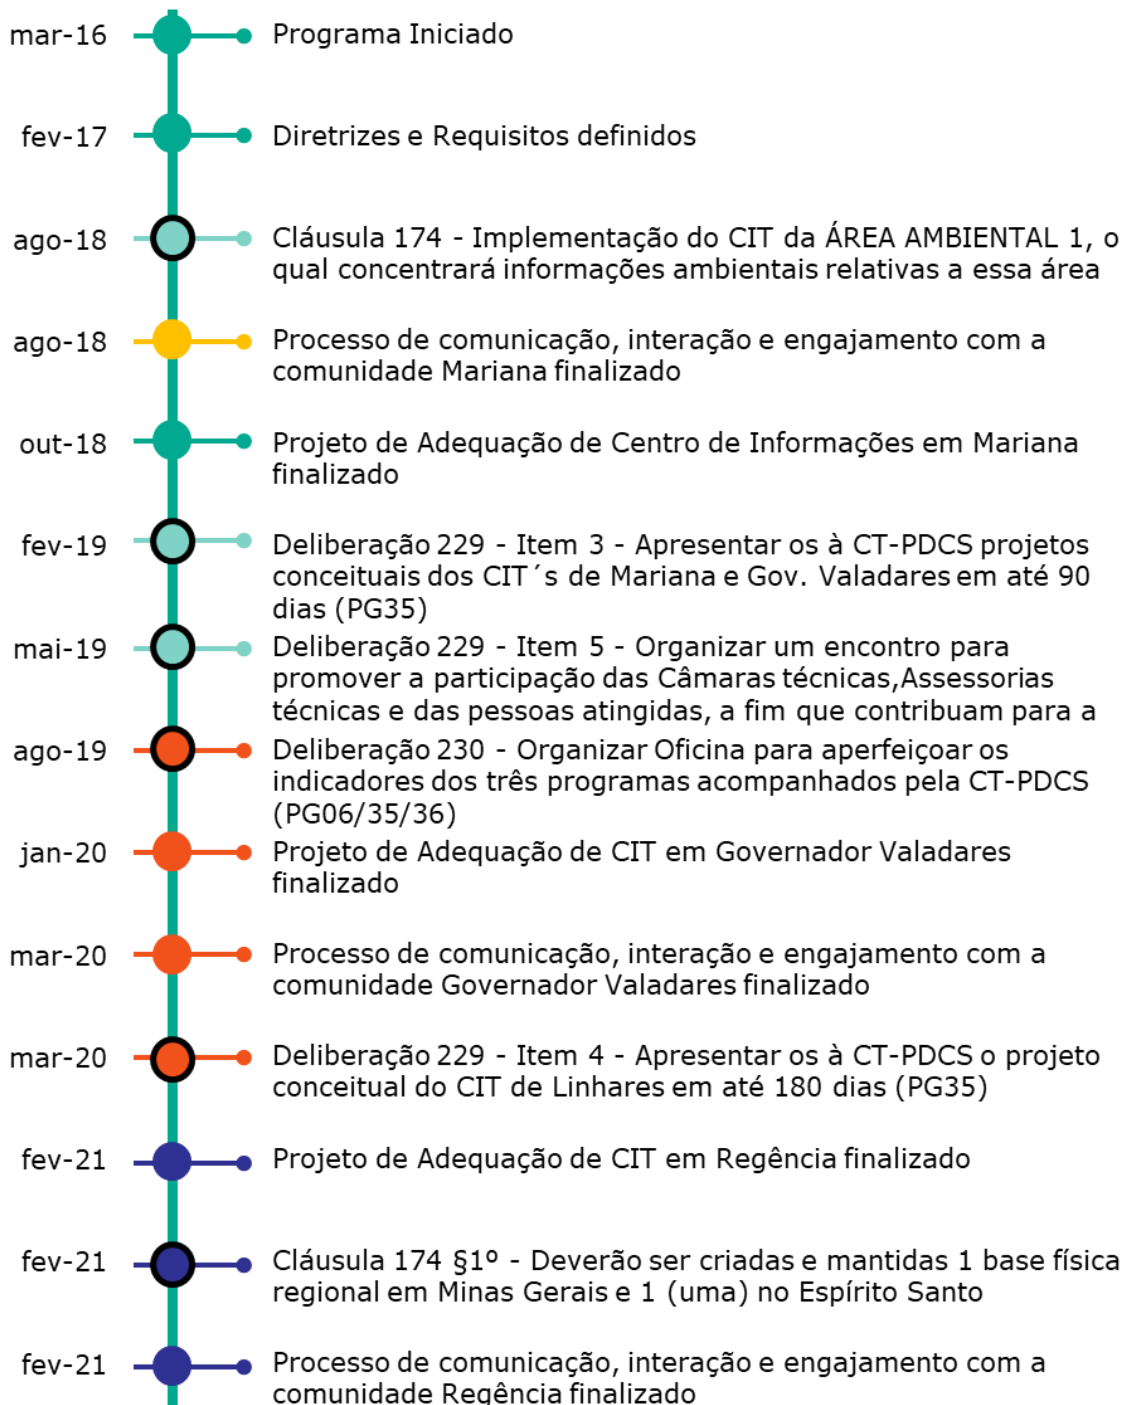 mar-16
Programa Iniciado
fev-17
Diretrizes e Requisitos definidos
ago-18
Cláusula 174 - Implementação do CIT da ÁREA AMBIENTAL 1, o
qual concentrará informações ambientais relativas a essa área
ago-18
Processo de comunicação, interação e engajamento com a
comunidade Mariana finalizado
out-18
Projeto de Adequação de Centro de Informações em Mariana
finalizado
fev-19
Deliberação 229 - Item 3 - Apresentar os à CT-PDCS projetos
conceituais dos CIT´s de Mariana e Gov. Valadares em até 90
dias (PG35)
mai-19
Deliberação 229 - Item 5 - Organizar um encontro para
promover a participação das Câmaras técnicas,Assessorias
técnicas e das pessoas atingidas, a fim que contribuam para a
ago-19
Deliberação 230 - Organizar Oficina para aperfeiçoar os
indicadores dos três programas acompanhados pela CT-PDCS
(PG06/35/36)
jan-20
Projeto de Adequação de CIT em Governador Valadares
finalizado
mar-20
Processo de comunicação, interação e engajamento com a
comunidade Governador Valadares finalizado
mar-20
Deliberação 229 - Item 4 - Apresentar os à CT-PDCS o projeto
conceitual do CIT de Linhares em até 180 dias (PG35)
fev-21
Projeto de Adequação de CIT em Regência finalizado
fev-21
Cláusula 174 §1º - Deverão ser criadas e mantidas 1 base física
regional em Minas Gerais e 1 (uma) no Espírito Santo
fev-21
Processo de comunicação, interação e engajamento com a
comunidade Regência finalizado